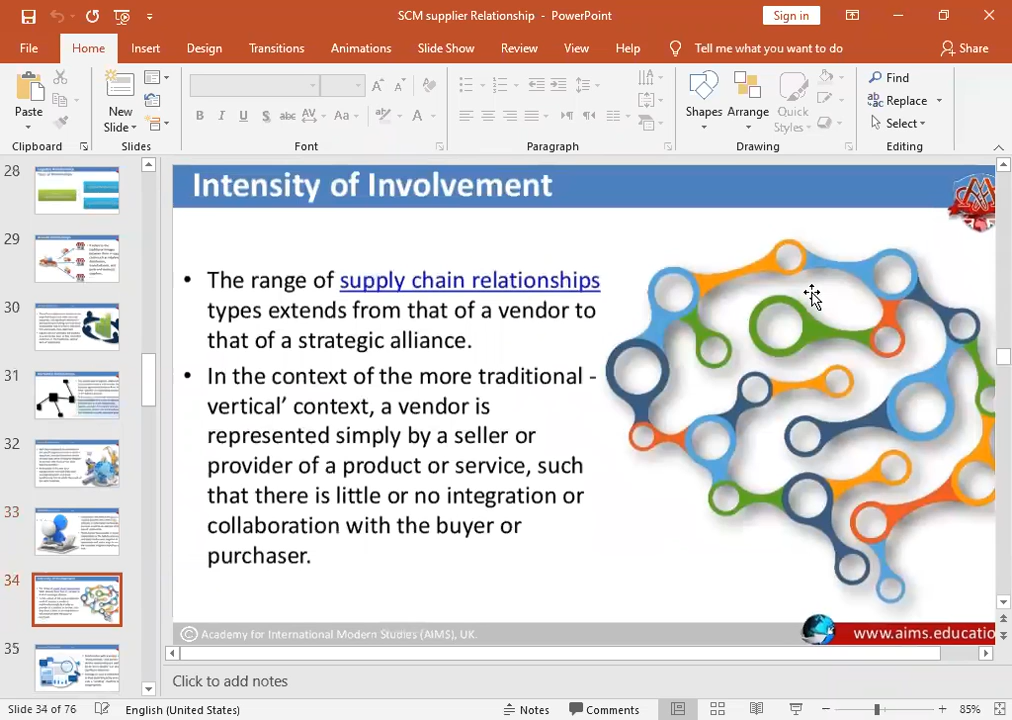 SCM supplier Relationship - PowerPoint
Sign in
File Home Insert Design Transitions Animations Slide Show Review View Help Tell me what you want to do Share
Paste
New
Slide
Shapes Arrange Quick
Styles
Find
Replace
Select
B I U S abc AV Aa A
Clipboard Slides Font Paragraph Drawing Editing
28
29
30
31
32
33
34
35
Intensity of Involvement
• The range of supply chain relationships
types extends from that of a vendor to
that of a strategic alliance.
• In the context of the more traditional -
vertical’ context, a vendor is
represented simply by a seller or
provider of a product or service, such
that there is little or no integration or
collaboration with the buyer or
purchaser.
© Academy for International Modern Studies (AIMS), UK.
www.aims.educatio
Click to add notes
Slide 34 of 76 English (United States) Notes Comments 85%